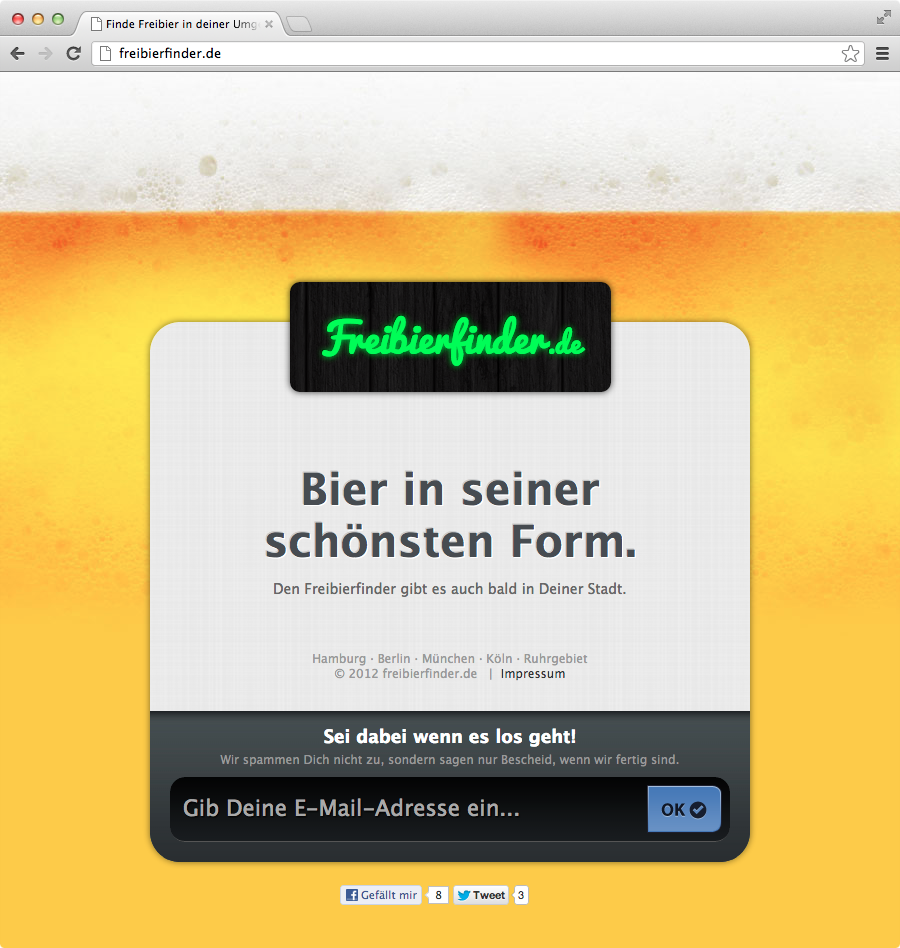 Finde Freibier in deiner Umge
freibierfinder.de
Freibierfinder.de
Bier in seiner
schönsten Form.
Den Freibierfinder gibt es auch bald in Deiner Stadt.
Hamburg · Berlin · München · Köln · Ruhrgebiet
© 2012 freibierfinder.de | Impressum
Sei dabei wenn es los geht!
Wir spammen Dich nicht zu, sondern sagen nur Bescheid, wenn wir fertig sind.
Gib Deine E-Mail-Adresse ein... OK
Gefällt mir 8 Tweet 3